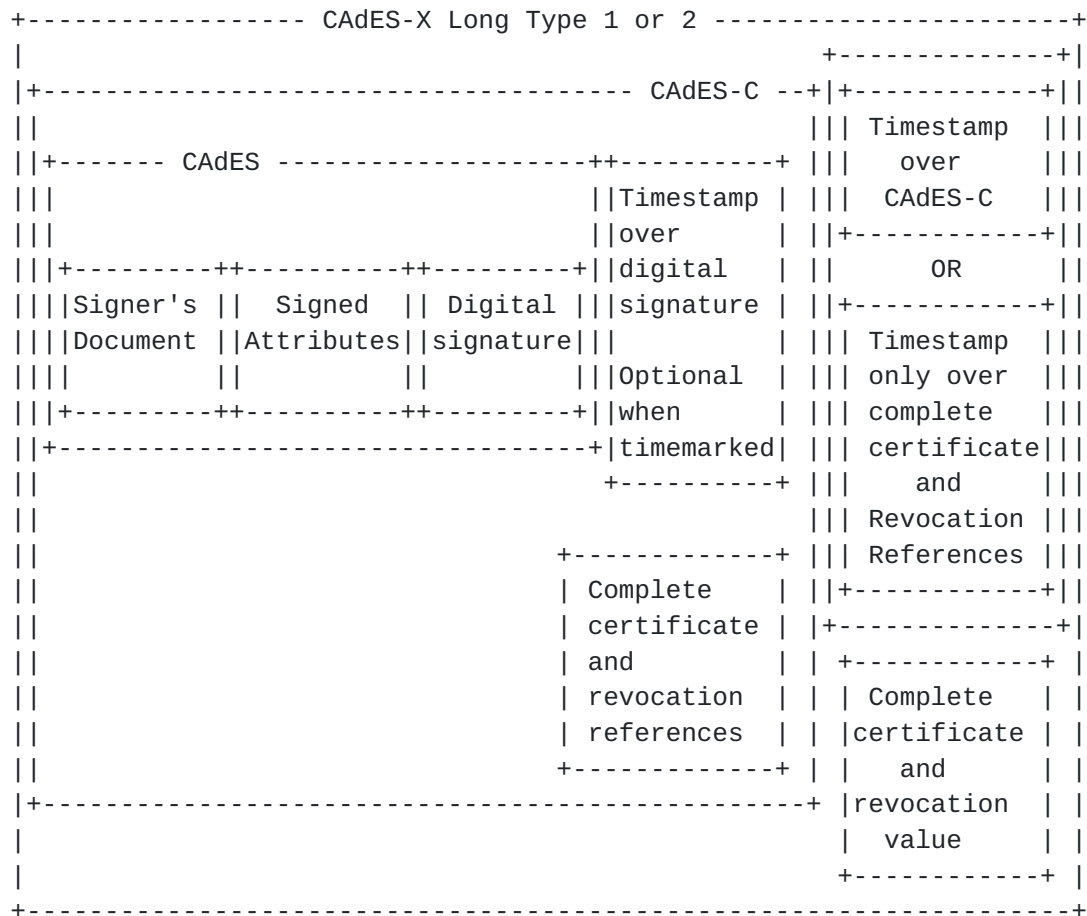 +------------------ CAdES-X Long Type 1 or 2 -----------------------+
|                                                   +--------------+|
|+-------------------------------------- CAdES-C --+|+------------+||
||                                                 ||| Timestamp  |||
||+------- CAdES --------------------++----------+ |||   over     |||
|||                                  ||Timestamp | |||  CAdES-C   |||
|||                                  ||over      | ||+------------+||
|||+---------++----------++---------+||digital   | ||      OR      ||
||||Signer's ||  Signed  || Digital |||signature | ||+------------+||
||||Document ||Attributes||signature|||          | ||| Timestamp  |||
||||         ||          ||         |||Optional  | ||| only over  |||
|||+---------++----------++---------+||when      | ||| complete   |||
||+----------------------------------+|timemarked| ||| certificate|||
||                                    +----------+ |||    and     |||
||                                                 ||| Revocation |||
||                                 +-------------+ ||| References |||
||                                 | Complete    | ||+------------+||
||                                 | certificate | |+--------------+|
||                                 | and         | | +------------+ |
||                                 | revocation  | | | Complete   | |
||                                 | references  | | |certificate | |
||                                 +-------------+ | |   and      | |
|+-------------------------------------------------+ |revocation  | |
|                                                    |  value     | |
|                                                    +------------+ |
+-------------------------------------------------------------------+